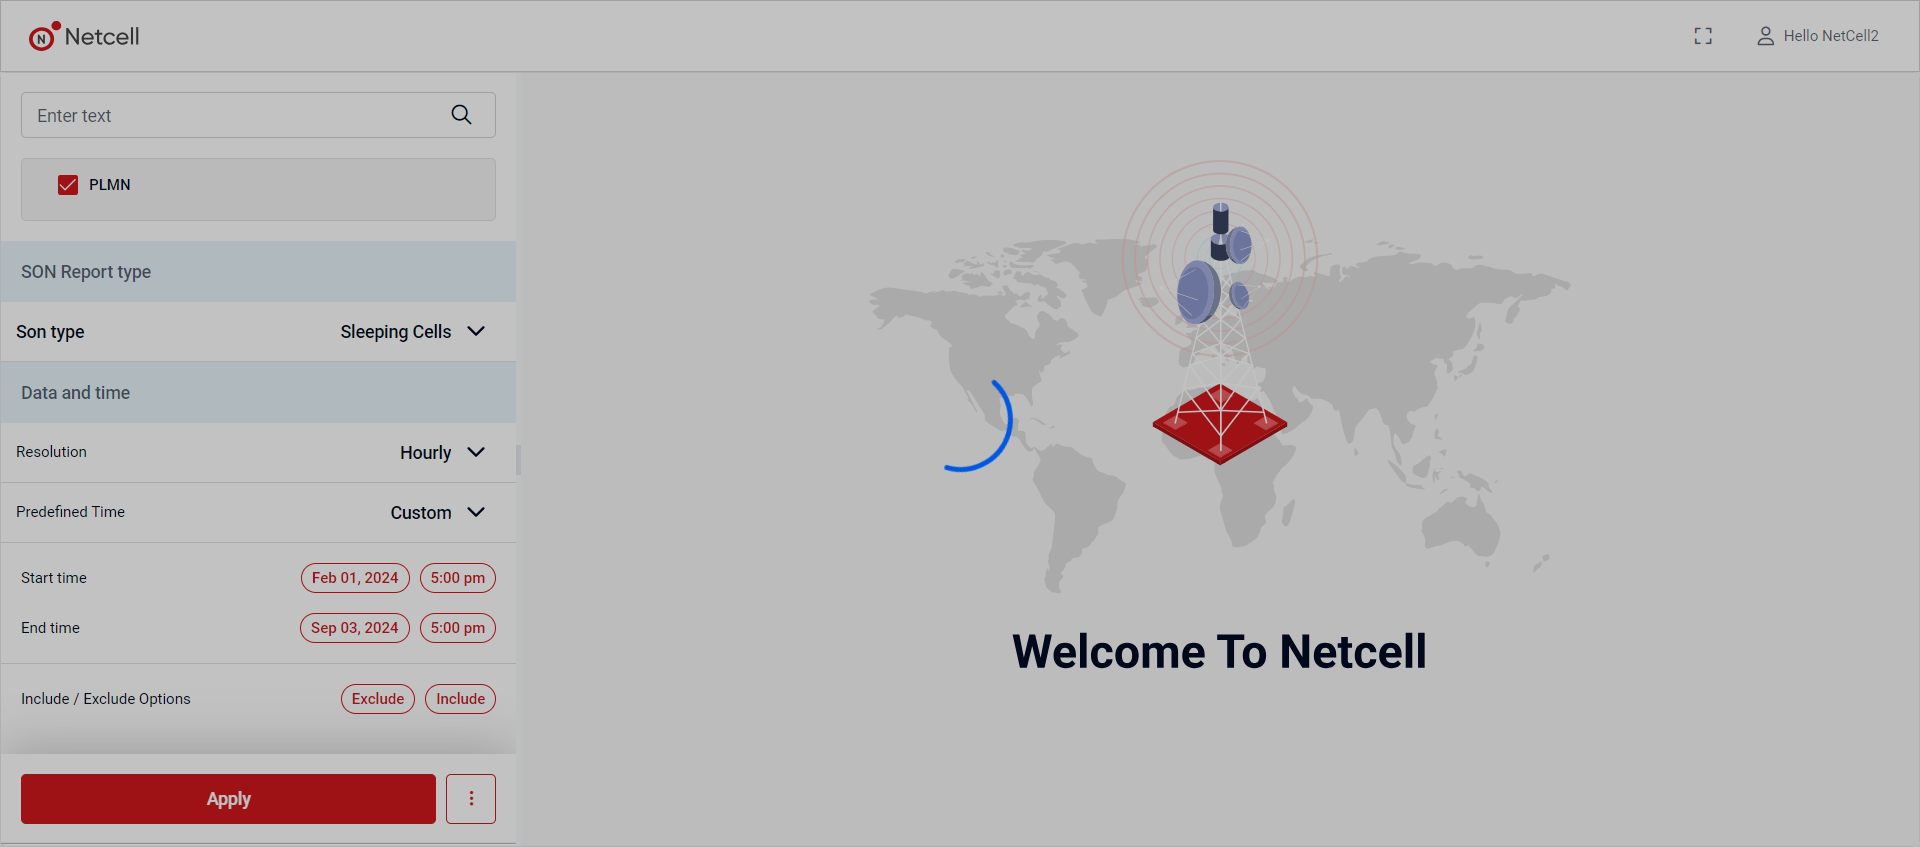 N Netcell
Hello NetCell2
Enter text
PLMN
SON Report type
Son type Sleeping Cells
Data and time
Resolution Hourly
Predefined Time Custom
Start time Feb 01, 2024 5:00 pm
End time Sep 03, 2024 5:00 pm
Include / Exclude Options Exclude Include
Apply
Welcome To Netcell